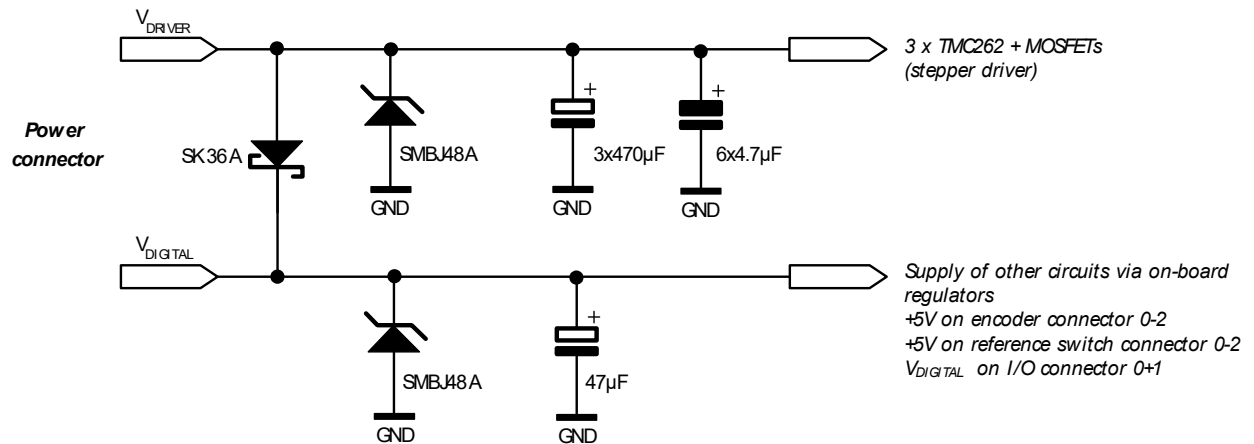 VDRIVER
3 x TMC262 + MOSFETs
(stepper driver)
+
+
Power
connector
SK36A
SMBJ48A
3x470µF
6x4.7µF
GND
GND
GND
VDIGITAL
Supply of other circuits via on-board
regulators
+5V on encoder connector 0-2
+5V on reference switch connector 0-2
VDIGITAL on I/O connector 0+1
+
SMBJ48A
47µF
GND
GND